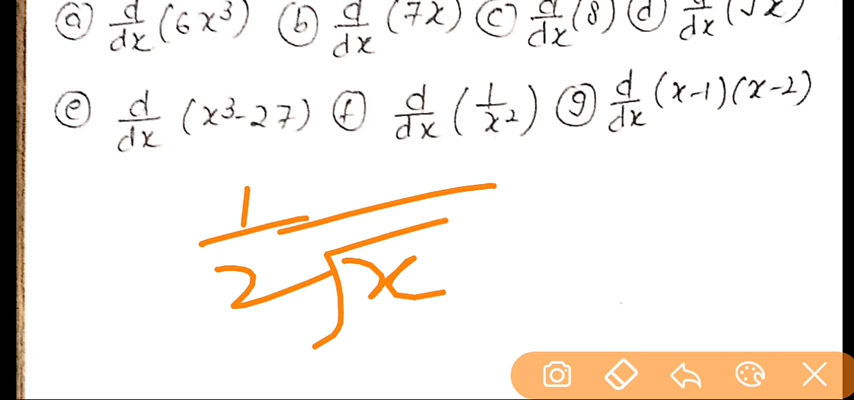 ⓐ d/dx (6x³) ⓑ d/dx (7x) ⓒ d/dx (8) ⓓ d/dx (√x)
ⓔ d/dx (x³-27) ⓕ d/dx (1/x²) ⓖ d/dx (x-1)(x-2)
1/2√x